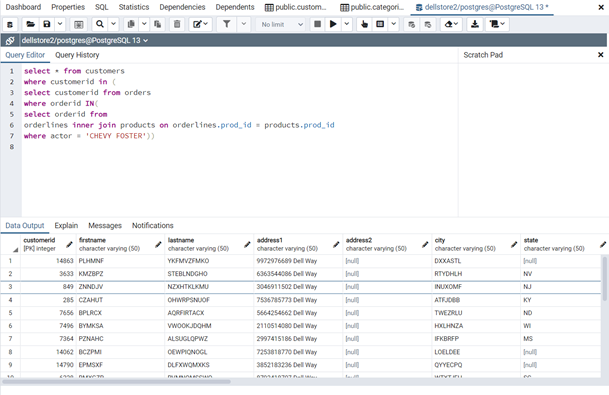 Dashboard Properties SQL Statistics Dependencies Dependents public.custom... public.categori... dellstore2/postgres@PostgreSQL 13 *
No limit
dellstore2/postgres@PostgreSQL 13
Query Editor Query History Scratch Pad
1 select * from customers
2 where customerid in (
3 select customerid from orders
4 where orderid IN(
5 select orderid from
6 orderlines inner join products on orderlines.prod_id = products.prod_id
7 where actor = 'CHEVY FOSTER'))
8
Data Output Explain Messages Notifications
customerid firstname lastname address1 address2 city state
[PK] integer character varying (50) character varying (50) character varying (50) character varying (50) character varying (50) character varying (50)
1 14863 PLHMNF YKFMVZFMKO 9972976689 Dell Way [null] DXXASTL [null]
2 3633 KMZBPZ STEBLNDGHO 6363544086 Dell Way [null] RTYDHLH NV
3 849 ZNNDJV NZXHTKLKMU 3046911502 Dell Way [null] INUXOMF NJ
4 285 CZAHUT OHWRPSNUOF 7536785773 Dell Way [null] ATFJDBB KY
5 7656 BPLRCX AQRFIRTACX 5664254662 Dell Way [null] TWEZRLU ND
6 7496 BYMKSA VWOOKJDQHM 2110514080 Dell Way [null] HXLHNZA WI
7 7364 PZNAHC ALSUGLQPWZ 2997415186 Dell Way [null] IFKBRFP MS
8 14062 BCZPMI OEWPIQNOGL 7253818770 Dell Way [null] LOELDEE [null]
9 14790 EPMSXF DLFXWQMXKS 3852183236 Dell Way [null] QYYECPQ [null]